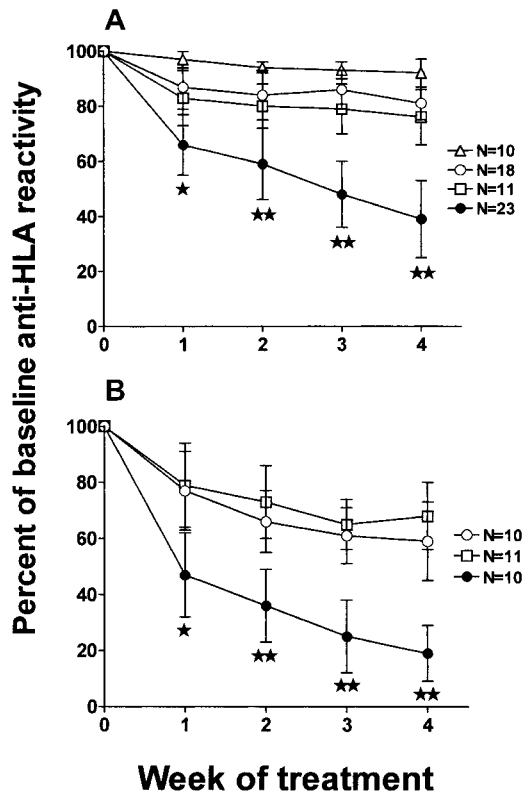 A
100
80
60
40
20
0
0 1 2 3 4
N=10
N=18
N=11
N=23
B
100
80
60
40
20
0
0 1 2 3 4
N=10
N=11
N=10
Percent of baseline anti-HLA reactivity
Week of treatment